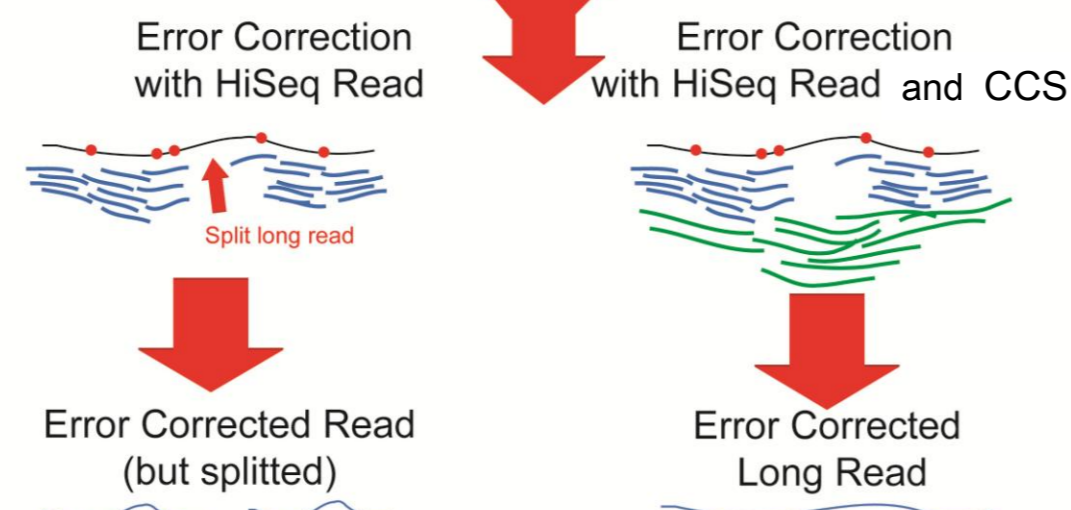 Error Correction
with HiSeq Read
Error Correction
with HiSeq Read and CCS
Split long read
Error Corrected Read
(but splitted)
Error Corrected
Long Read